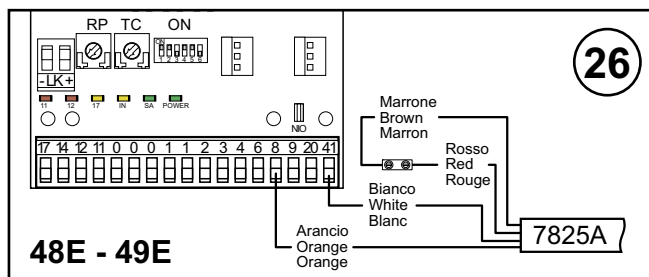 RP TC ON
ON
1 2 3 4 5 6
- LK +
26
11 12 17 IN SA POWER
NIO
Marrone
Brown
Marron
17 14 12 11 0 0 0 1 1 2 3 4 6 8 9 20 41
Rosso
Red
Rouge
Bianco
White
Blanc
Arancio
Orange
Orange
7825A
48E - 49E